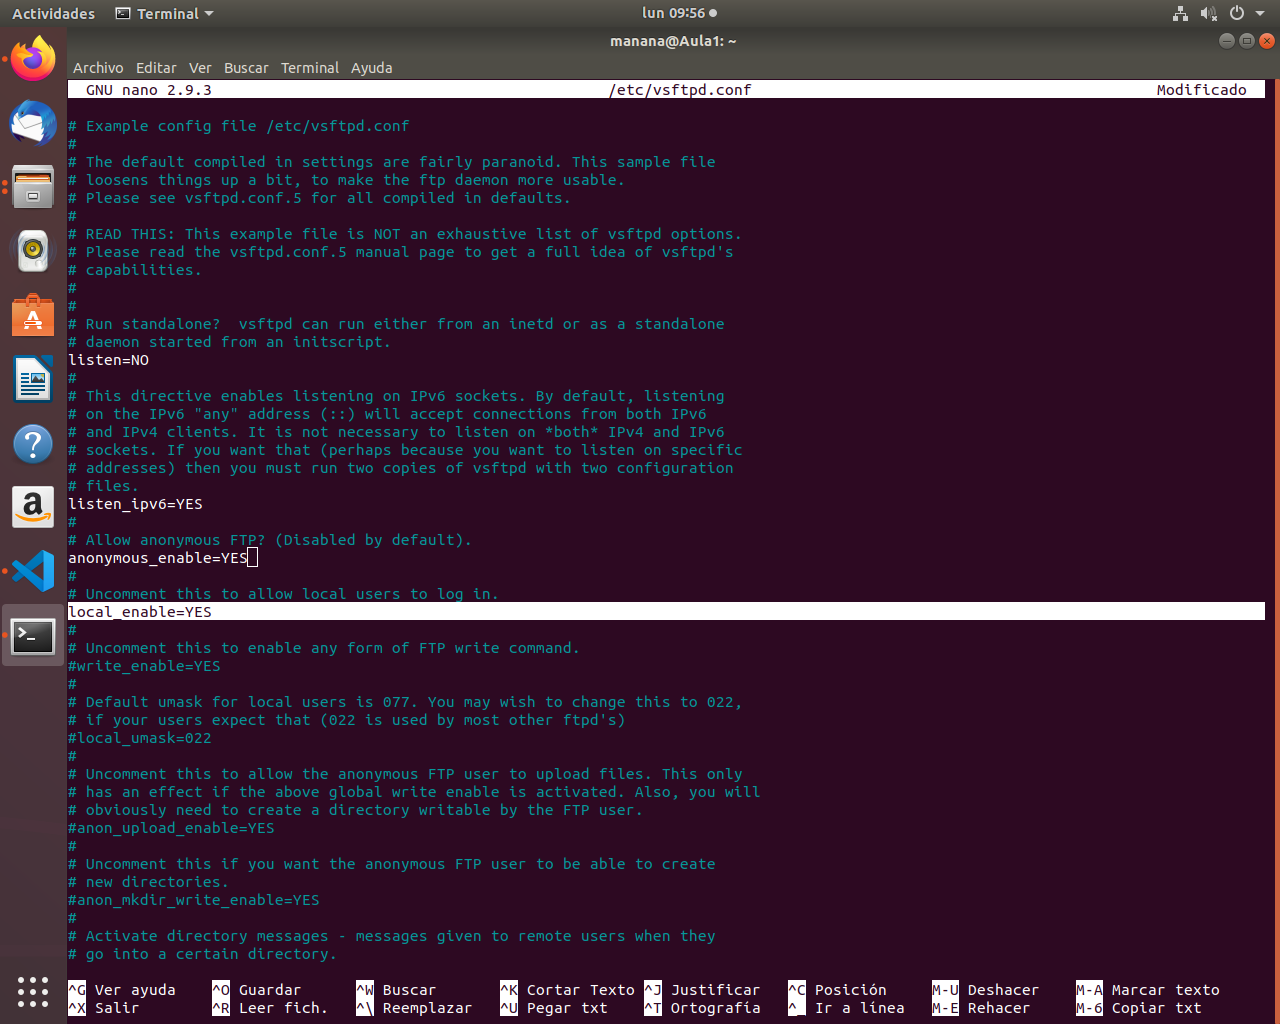 Actividades Terminal lun 09:56
manana@Aula1: ~
Archivo Editar Ver Buscar Terminal Ayuda
GNU nano 2.9.3 /etc/vsftpd.conf Modificado
# Example config file /etc/vsftpd.conf
#
# The default compiled in settings are fairly paranoid. This sample file
# loosens things up a bit, to make the ftp daemon more usable.
# Please see vsftpd.conf.5 for all compiled in defaults.
#
# READ THIS: This example file is NOT an exhaustive list of vsftpd options.
# Please read the vsftpd.conf.5 manual page to get a full idea of vsftpd's
# capabilities.
#
#
# Run standalone?  vsftpd can run either from an inetd or as a standalone
# daemon started from an initscript.
listen=NO
#
# This directive enables listening on IPv6 sockets. By default, listening
# on the IPv6 "any" address (::) will accept connections from both IPv6
# and IPv4 clients. It is not necessary to listen on *both* IPv4 and IPv6
# sockets. If you want that (perhaps because you want to listen on specific
# addresses) then you must run two copies of vsftpd with two configuration
# files.
listen_ipv6=YES
#
# Allow anonymous FTP? (Disabled by default).
anonymous_enable=YES
#
# Uncomment this to allow local users to log in.
local_enable=YES
#
# Uncomment this to enable any form of FTP write command.
#write_enable=YES
#
# Default umask for local users is 077. You may wish to change this to 022,
# if your users expect that (022 is used by most other ftpd's)
#local_umask=022
#
# Uncomment this to allow the anonymous FTP user to upload files. This only
# has an effect if the above global write enable is activated. Also, you will
# obviously need to create a directory writable by the FTP user.
#anon_upload_enable=YES
#
# Uncomment this if you want the anonymous FTP user to be able to create
# new directories.
#anon_mkdir_write_enable=YES
#
# Activate directory messages - messages given to remote users when they
# go into a certain directory.
^G Ver ayuda ^O Guardar ^W Buscar ^K Cortar Texto ^J Justificar ^C Posición M-U Deshacer M-A Marcar texto
^X Salir ^R Leer fich. ^\ Reemplazar ^U Pegar txt ^T Ortografía ^_ Ir a línea M-E Rehacer M-6 Copiar txt